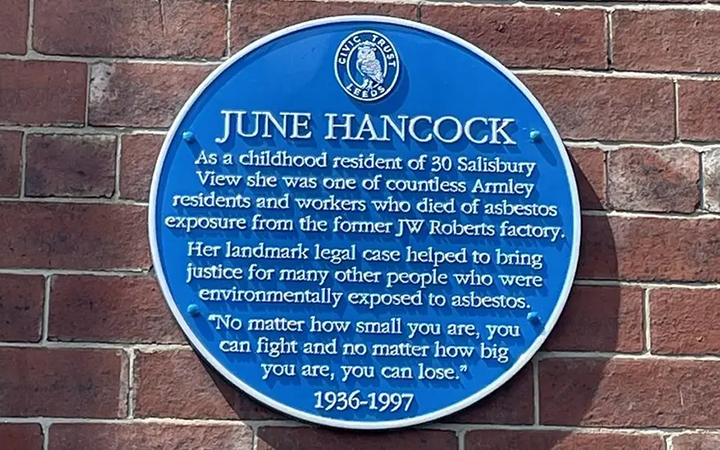 CIVIC TRUST
LEEDS
JUNE HANCOCK
As a childhood resident of 30 Salisbury
View she was one of countless Armley
residents and workers who died of asbestos
exposure from the former JW Roberts factory.
Her landmark legal case helped to bring
justice for many other people who were
environmentally exposed to asbestos.
"No matter how small you are, you
can fight and no matter how big
you are, you can lose."
1936-1997